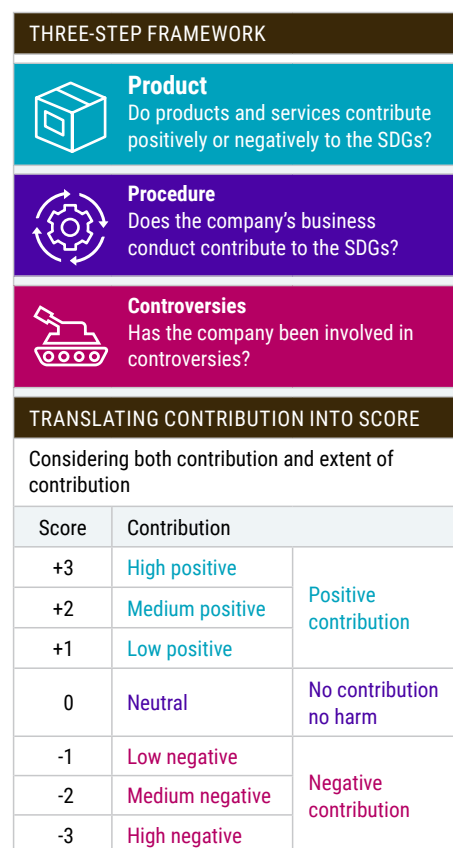 THREE-STEP FRAMEWORK
Product
Do products and services contribute
positively or negatively to the SDGs?
Procedure
Does the company's business
conduct contribute to the SDGs?
Controversies
Has the company been involved in
controversies?
TRANSLATING CONTRIBUTION INTO SCORE
Considering both contribution and extent of
contribution
Score Contribution
+3 High positive
+2 Medium positive
+1 Low positive
Positive
contribution
0 Neutral
No contribution
no harm
-1 Low negative
-2 Medium negative
-3 High negative
Negative
contribution